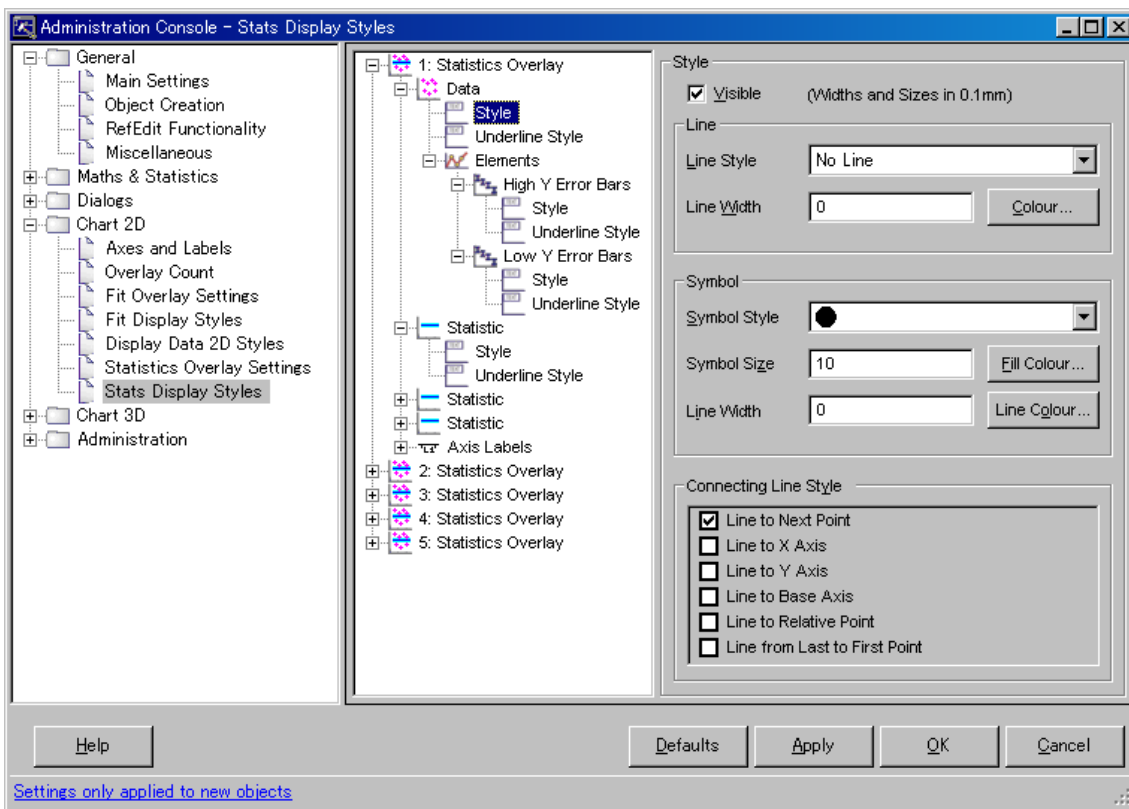 Administration Console - Stats Display Styles
General
Main Settings
Object Creation
RefEdit Functionality
Miscellaneous
Maths & Statistics
Dialogs
Chart 2D
Axes and Labels
Overlay Count
Fit Overlay Settings
Fit Display Styles
Display Data 2D Styles
Statistics Overlay Settings
Stats Display Styles
Chart 3D
Administration
1: Statistics Overlay
Data
Style
Underline Style
Elements
High Y Error Bars
Style
Underline Style
Low Y Error Bars
Style
Underline Style
Statistic
Style
Underline Style
Statistic
Statistic
Axis Labels
2: Statistics Overlay
3: Statistics Overlay
4: Statistics Overlay
5: Statistics Overlay
Style
Visible (Widths and Sizes in 0.1mm)
Line
Line Style No Line
Line Width 0 Colour...
Symbol
Symbol Style
Symbol Size 10 Fill Colour...
Line Width 0 Line Colour...
Connecting Line Style
Line to Next Point
Line to X Axis
Line to Y Axis
Line to Base Axis
Line to Relative Point
Line from Last to First Point
Help Defaults Apply OK Cancel
Settings only applied to new objects